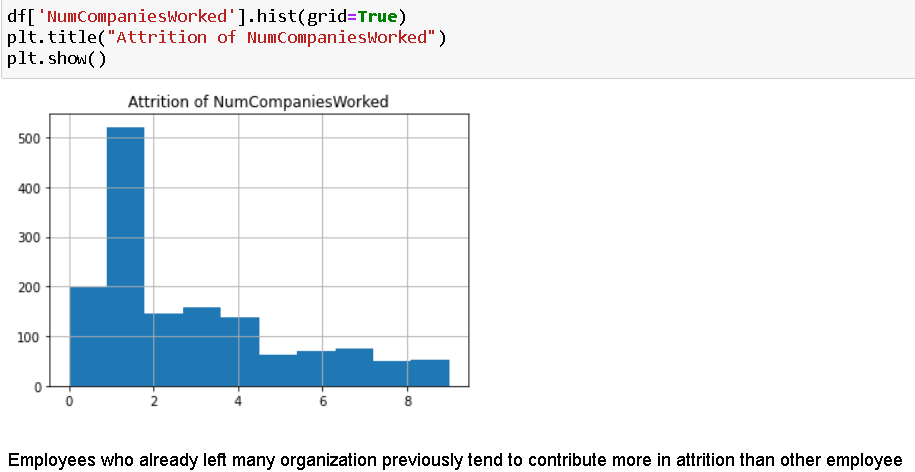 df['NumCompaniesWorked'].hist(grid=True)
plt.title("Attrition of NumCompaniesWorked")
plt.show()
Attrition of NumCompaniesWorked
500
400
300
200
100
0
0 2 4 6 8
Employees who already left many organization previously tend to contribute more in attrition than other employee